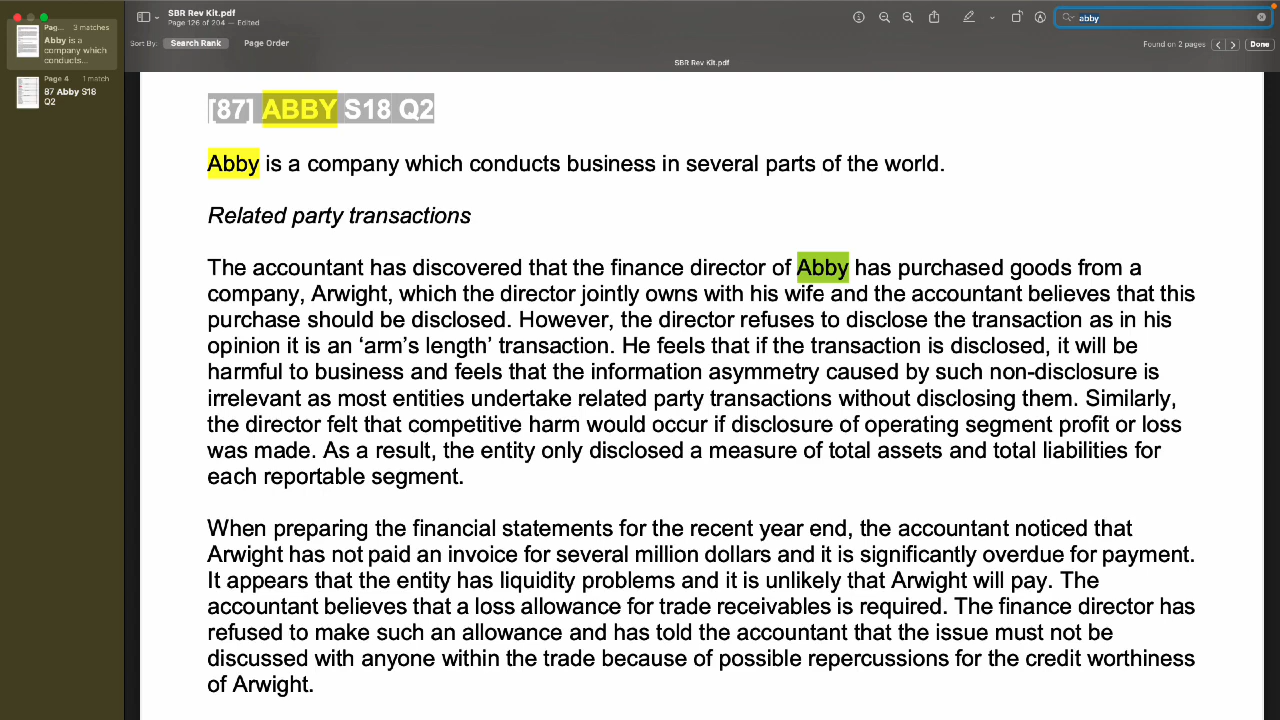 SBR Rev Kit.pdf
Page 126 of 204 — Edited
abby
Sort By:
Search Rank
Page Order
Found on 2 pages
Done
SBR Rev Kit.pdf
Pag... 3 matches
Abby is a
company which
conducts...
Page 4 1 match
87 Abby S18
Q2
[87] ABBY S18 Q2
Abby is a company which conducts business in several parts of the world.
Related party transactions
The accountant has discovered that the finance director of Abby has purchased goods from a
company, Arwight, which the director jointly owns with his wife and the accountant believes that this
purchase should be disclosed. However, the director refuses to disclose the transaction as in his
opinion it is an ‘arm’s length’ transaction. He feels that if the transaction is disclosed, it will be
harmful to business and feels that the information asymmetry caused by such non-disclosure is
irrelevant as most entities undertake related party transactions without disclosing them. Similarly,
the director felt that competitive harm would occur if disclosure of operating segment profit or loss
was made. As a result, the entity only disclosed a measure of total assets and total liabilities for
each reportable segment.
When preparing the financial statements for the recent year end, the accountant noticed that
Arwight has not paid an invoice for several million dollars and it is significantly overdue for payment.
It appears that the entity has liquidity problems and it is unlikely that Arwight will pay. The
accountant believes that a loss allowance for trade receivables is required. The finance director has
refused to make such an allowance and has told the accountant that the issue must not be
discussed with anyone within the trade because of possible repercussions for the credit worthiness
of Arwight.